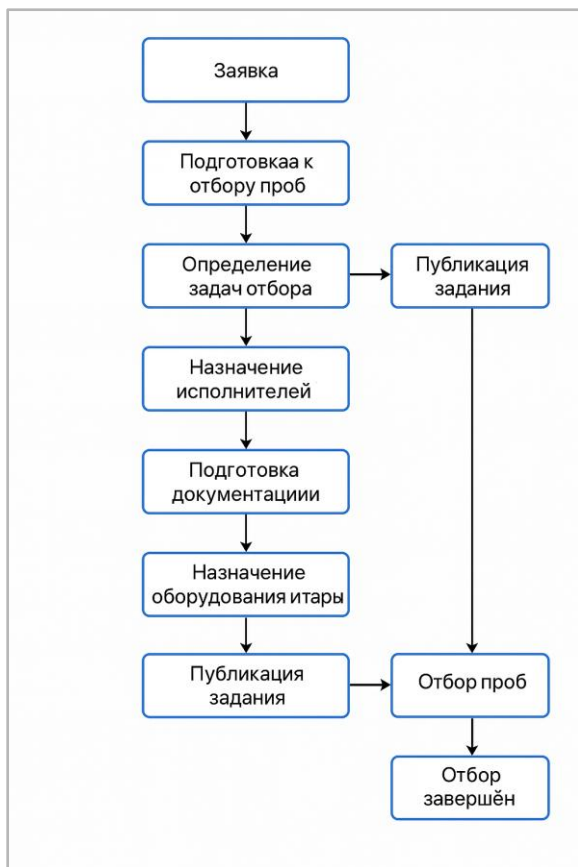 Заявка
Подготовкаа к
отбору проб
Определение
задач отбора
Публикация
задания
Назначение
исполнителей
Подготовка
документациии
Назначение
оборудования итары
Публикация
задания
Отбор проб
Отбор
завершён